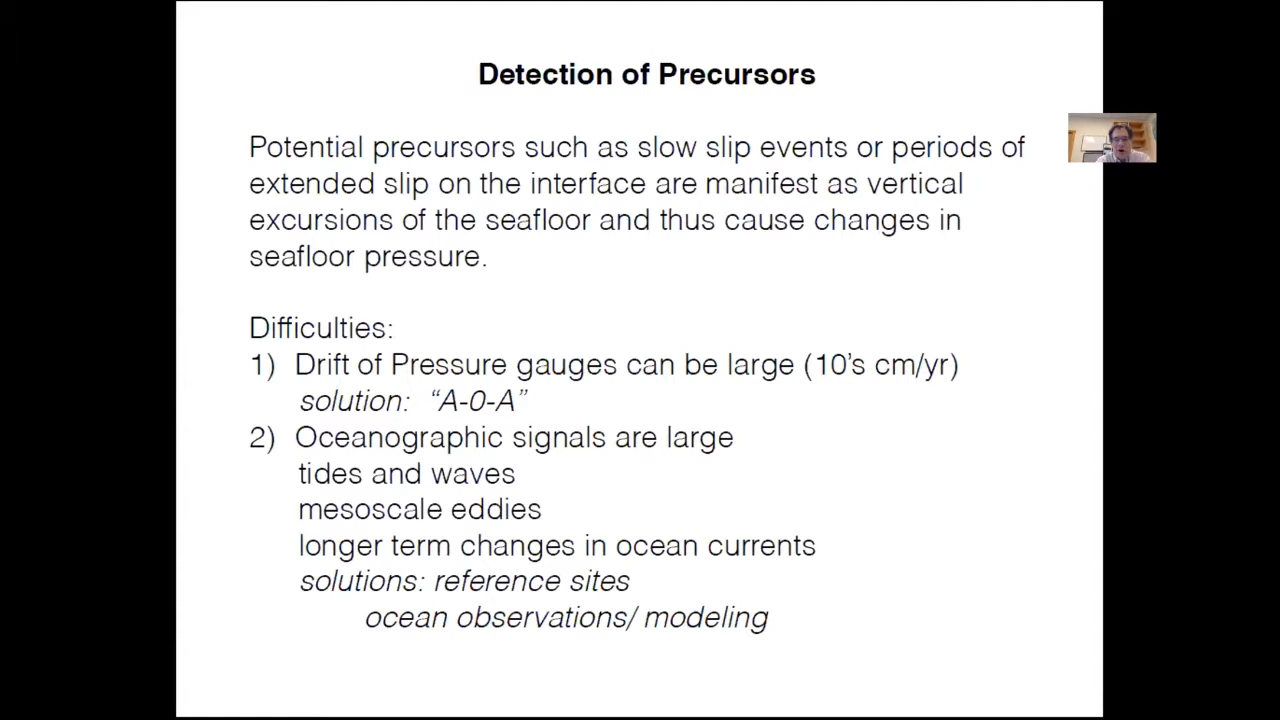 Detection of Precursors
Potential precursors such as slow slip events or periods of
extended slip on the interface are manifest as vertical
excursions of the seafloor and thus cause changes in
seafloor pressure.
Difficulties:
1) Drift of Pressure gauges can be large (10's cm/yr)
solution: “A-0-A”
2) Oceanographic signals are large
tides and waves
mesoscale eddies
longer term changes in ocean currents
solutions: reference sites
ocean observations/ modeling